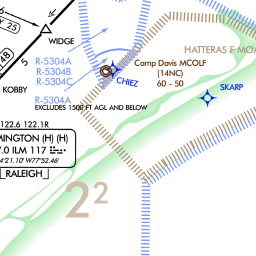 25
WIDGE
HATTERAS F MOA
R-5304A
R-5304B
R-5304C
Camp Davis MCOLF
(14NC)
60 - 50
CHIEZ
KOBBY
SKARP
R-5304A
EXCLUDES 1500 FT AGL AND BELOW
122.6 122.1R
MINGTON (H) (H)
7.0 ILM 117
4°21.10' W77°52.46'
RALEIGH
2²